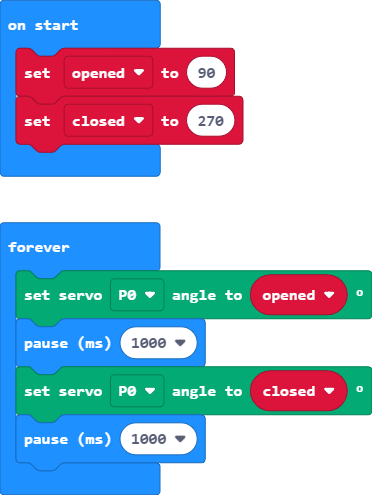 on start
set opened to 90
set closed to 270
forever
set servo P0 angle to opened °
pause (ms) 1000
set servo P0 angle to closed °
pause (ms) 1000